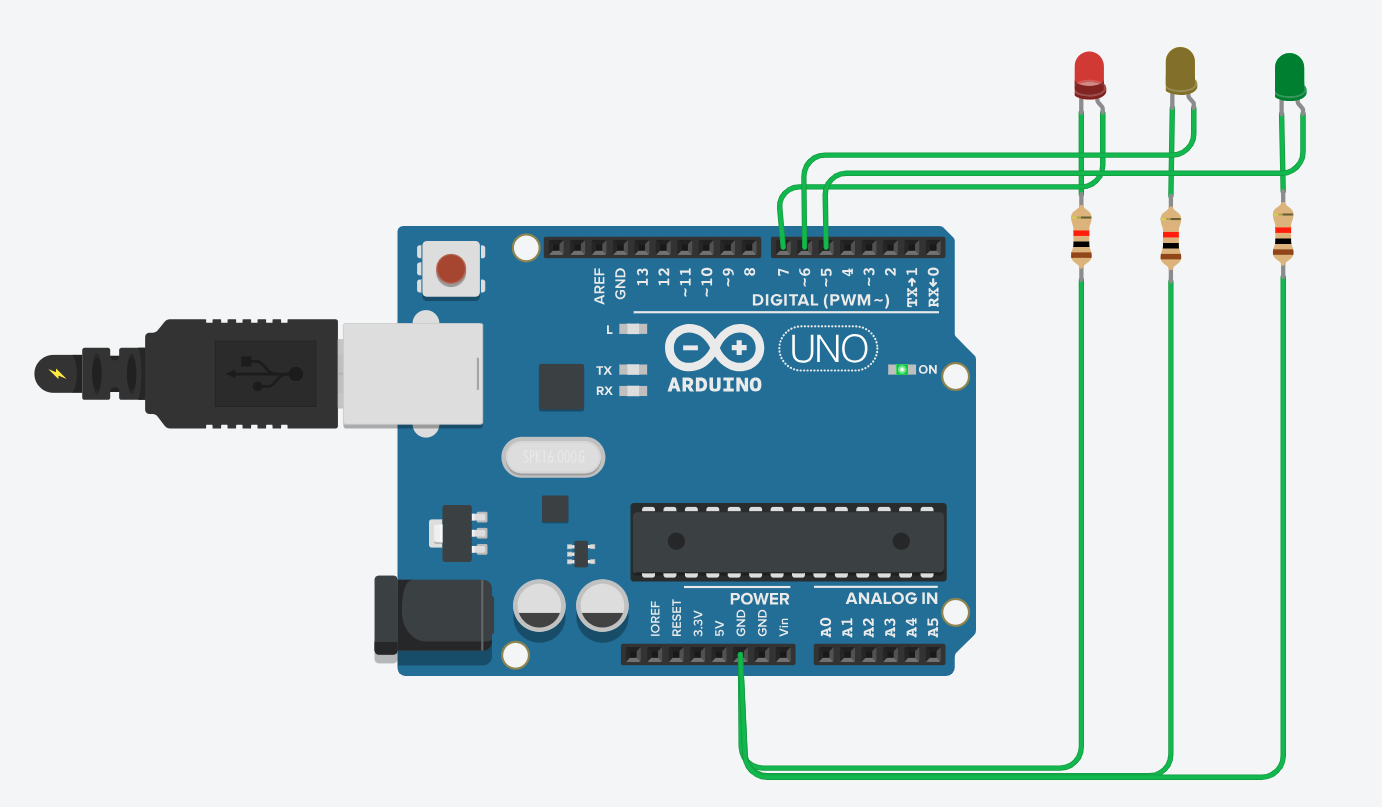 AREF
GND
13
12
~11
~10
~9
8
7
~6
~5
4
~3
2
TX→1
RX←0
DIGITAL (PWM~)
L
TX
RX
ARDUINO
UNO
ON
SPK16.000G
POWER
ANALOG IN
IOREF
RESET
3.3V
5V
GND
GND
Vin
A0
A1
A2
A3
A4
A5